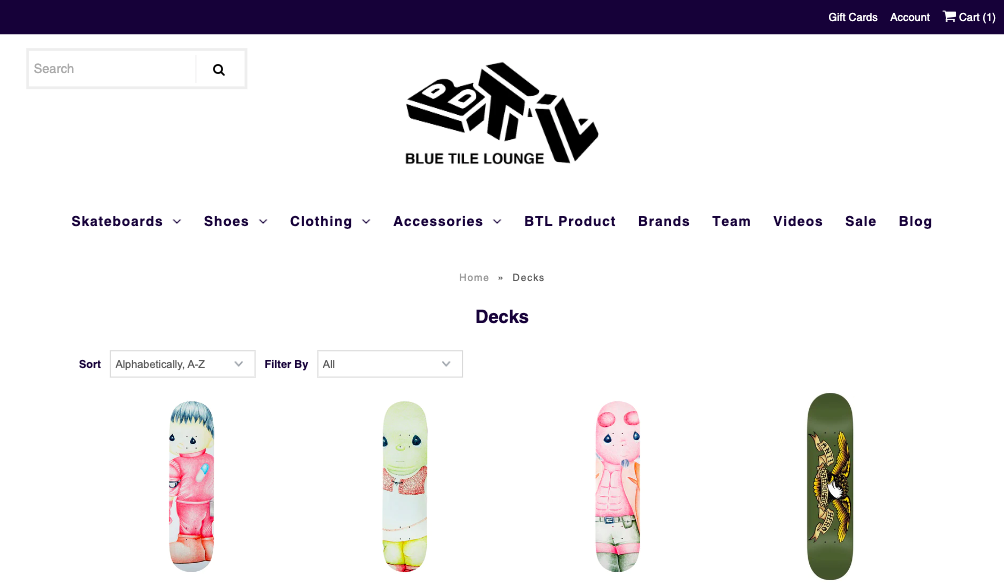 Gift Cards Account Cart (1)
Search
BTL
BLUE TILE LOUNGE
Skateboards Shoes Clothing Accessories BTL Product Brands Team Videos Sale Blog
Home » Decks
Decks
Sort Alphabetically, A-Z Filter By All